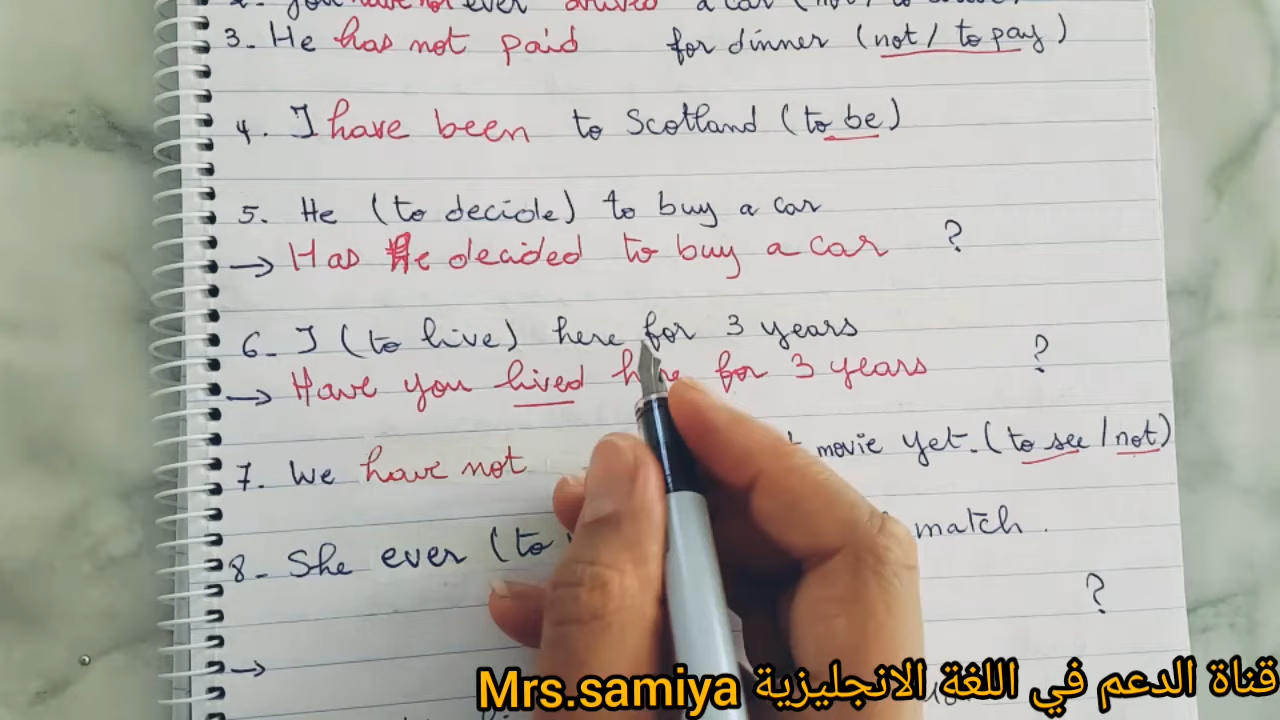 ever a car (
3. He has not paid for dinner (not / to pay)
4. I have been to Scotland (to be)
5. He (to decide) to buy a car
→ Has He decided to buy a car ?
6. I (to live) here for 3 years
→ Have you lived here for 3 years ?
7. We have not movie yet. (to see / not)
8. She ever (to match.
→ ?
Mrs.samiya قناة الدعم في اللغة الانجليزية